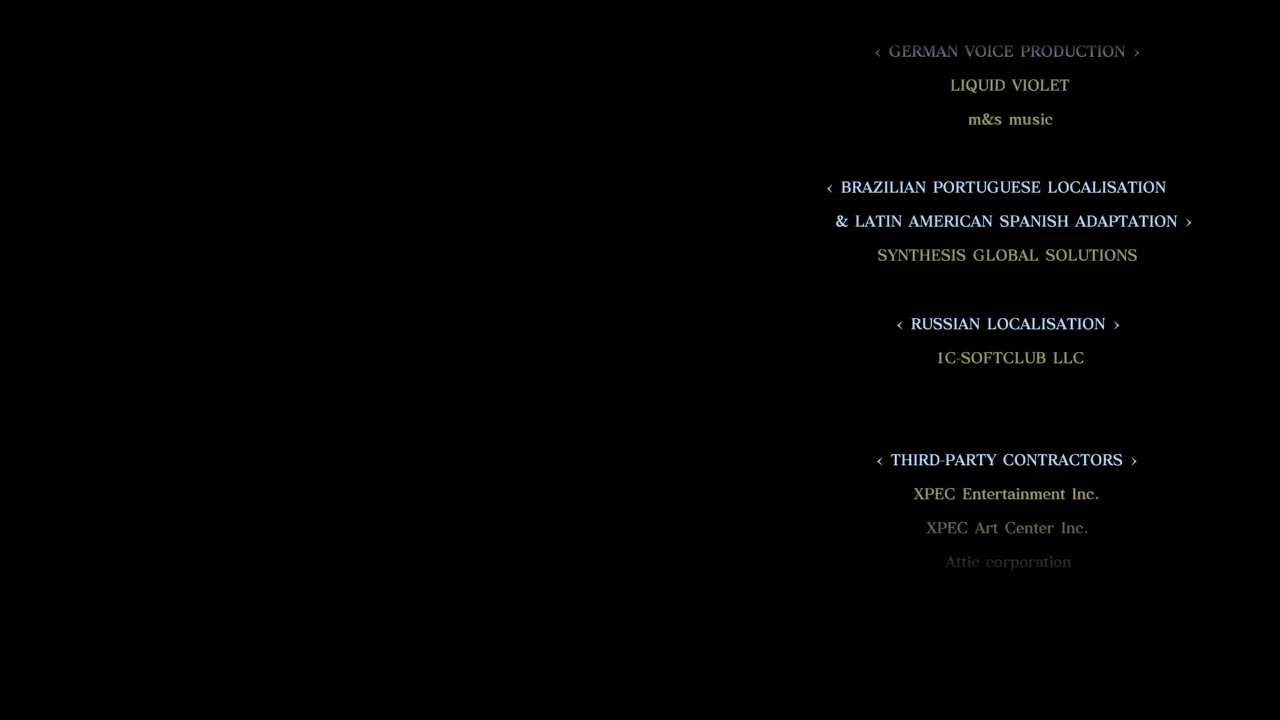 ‹ GERMAN VOICE PRODUCTION ›
LIQUID VIOLET
m&s music
‹ BRAZILIAN PORTUGUESE LOCALISATION
& LATIN AMERICAN SPANISH ADAPTATION ›
SYNTHESIS GLOBAL SOLUTIONS
‹ RUSSIAN LOCALISATION ›
1C-SOFTCLUB LLC
‹ THIRD-PARTY CONTRACTORS ›
XPEC Entertainment Inc.
XPEC Art Center Inc.
Attic corporation